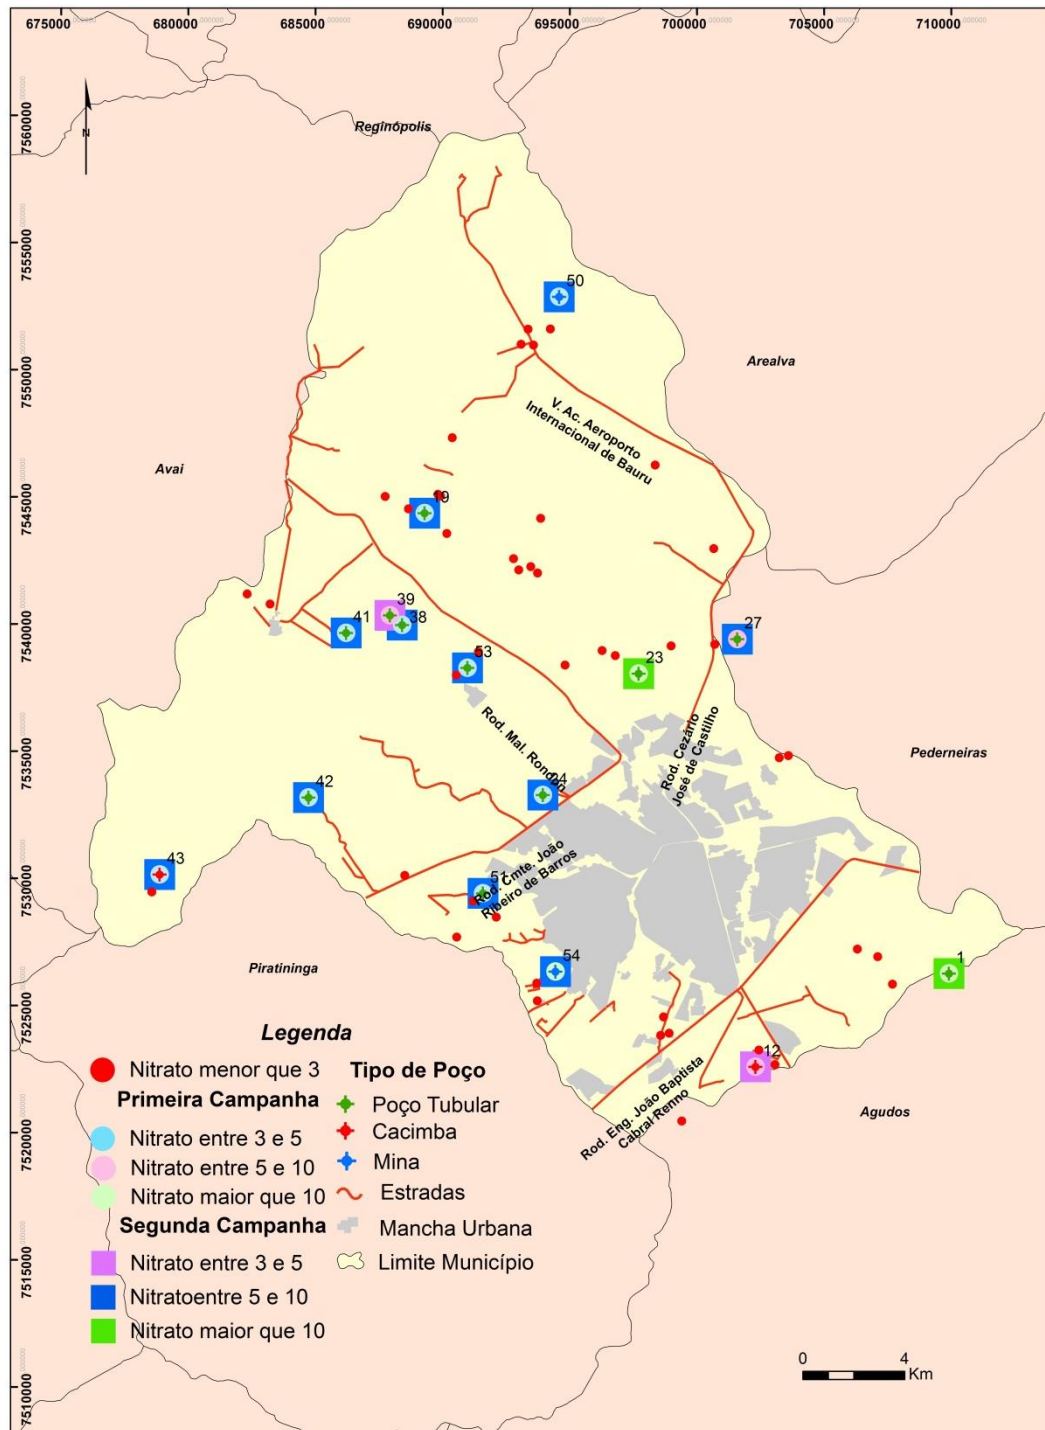 675000 680000 685000 690000 695000 700000 705000 710000
7560000
7555000
7550000
7545000
7540000
7535000
7530000
7525000
7520000
7515000
7510000
N
Reginópolis
50
Arealva
V. Ac. Aeroporto
Internacional de Bauru
Avai
19
39
38
41
27
53
23
Rod. Mal. Rondon
Rod. Cezário
José de Castilho
Pederneiras
42
43
Rod. Cmte. João
Ribeiro de Barros
54
1
Piratininga
12
Rod. Eng. João Baptista
Cabral Renno
Agudos
Legenda
Nitrato menor que 3
Primeira Campanha
Nitrato entre 3 e 5
Nitrato entre 5 e 10
Nitrato maior que 10
Segunda Campanha
Nitrato entre 3 e 5
Nitratoentre 5 e 10
Nitrato maior que 10
Tipo de Poço
Poço Tubular
Cacimba
Mina
Estradas
Mancha Urbana
Limite Município
0 4
Km